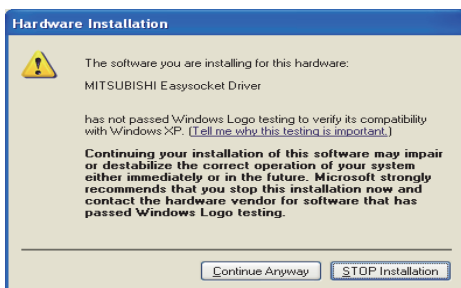 Hardware Installation
The software you are installing for this hardware:
MITSUBISHI Easysocket Driver
has not passed Windows Logo testing to verify its compatibility
with Windows XP. (Tell me why this testing is important.)
Continuing your installation of this software may impair
or destabilize the correct operation of your system
either immediately or in the future. Microsoft strongly
recommends that you stop this installation now and
contact the hardware vendor for software that has
passed Windows Logo testing.
Continue Anyway
STOP Installation